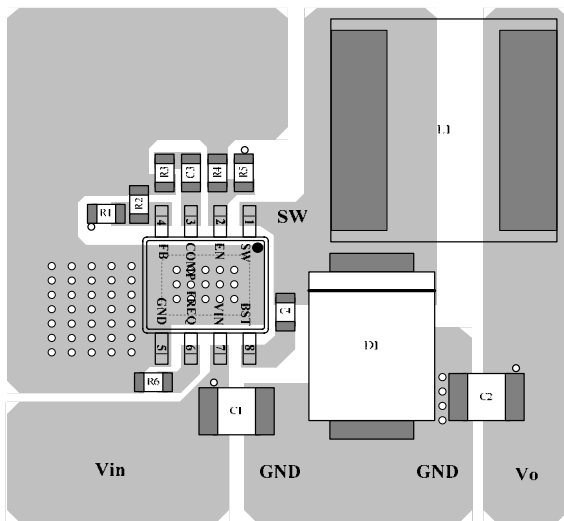 L1
R3
C3
R4
R5
R2
R1
SW
4
3
2
1
FB
COMP
EN
SW
GND
FREQ
VIN
BST
5
6
7
8
C4
D1
R6
C1
C2
Vin
GND
GND
Vo